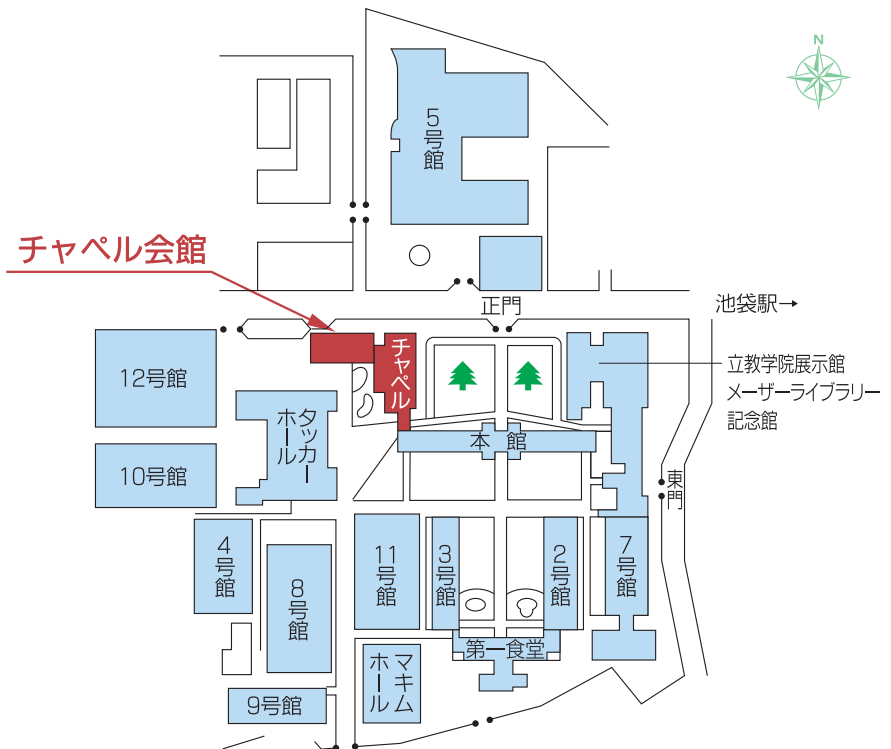 N
5号館
チャペル会館
正門
池袋駅→
チャペル
立教学院展示館
メーザーライブラリー
記念館
12号館
タッカー
ホール
本館
10号館
東門
4号館
8号館
11号館
3号館
2号館
7号館
第一食堂
マキム
ホール
9号館